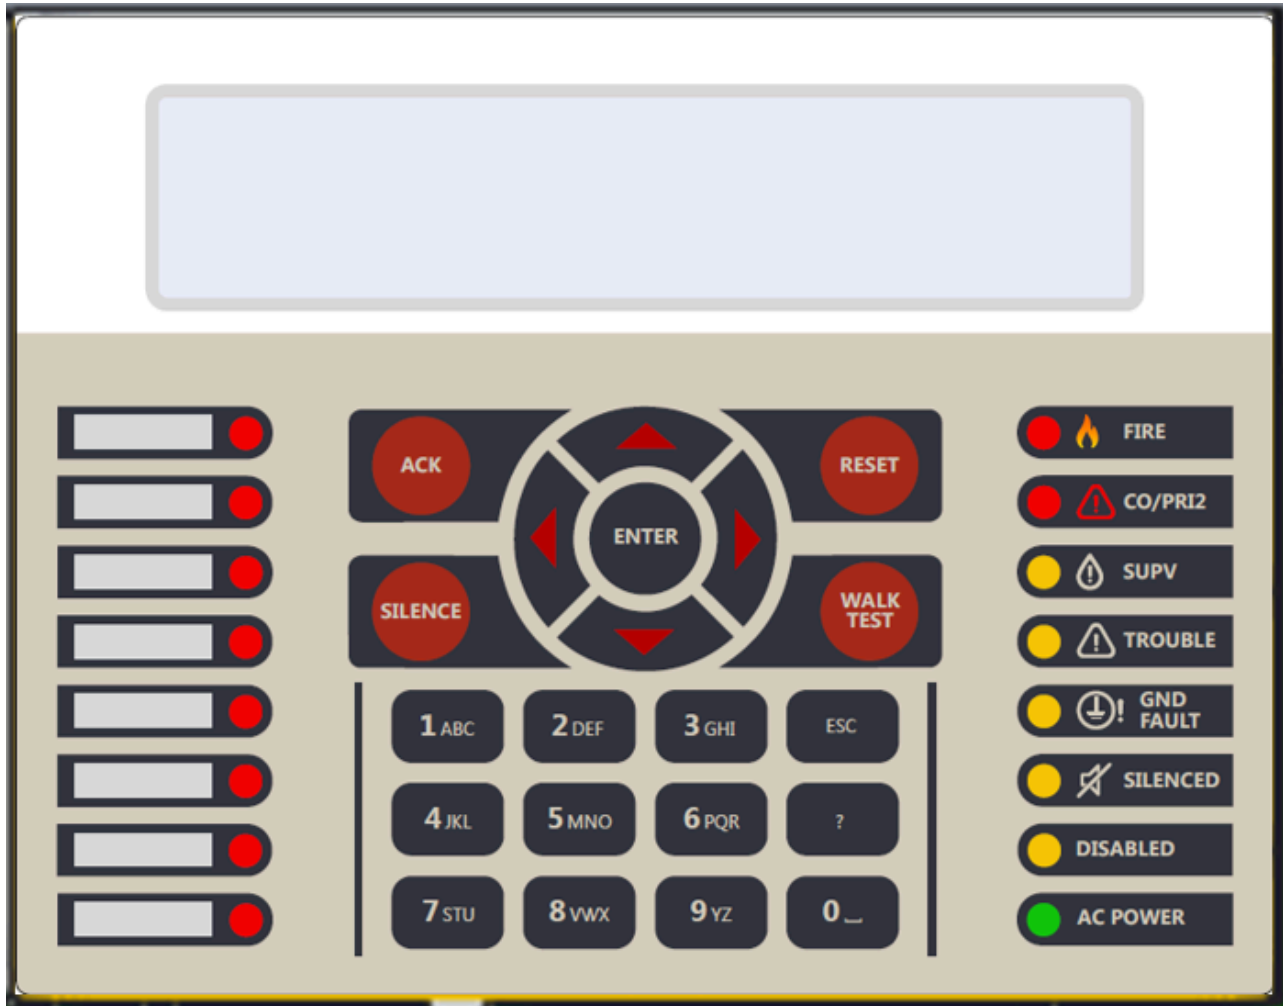 ACK
RESET
ENTER
SILENCE
WALK
TEST
1 ABC
2 DEF
3 GHI
ESC
4 JKL
5 MNO
6 PQR
?
7 STU
8 VWX
9 YZ
0
FIRE
CO/PRI2
SUPV
TROUBLE
GND
FAULT
SILENCED
DISABLED
AC POWER